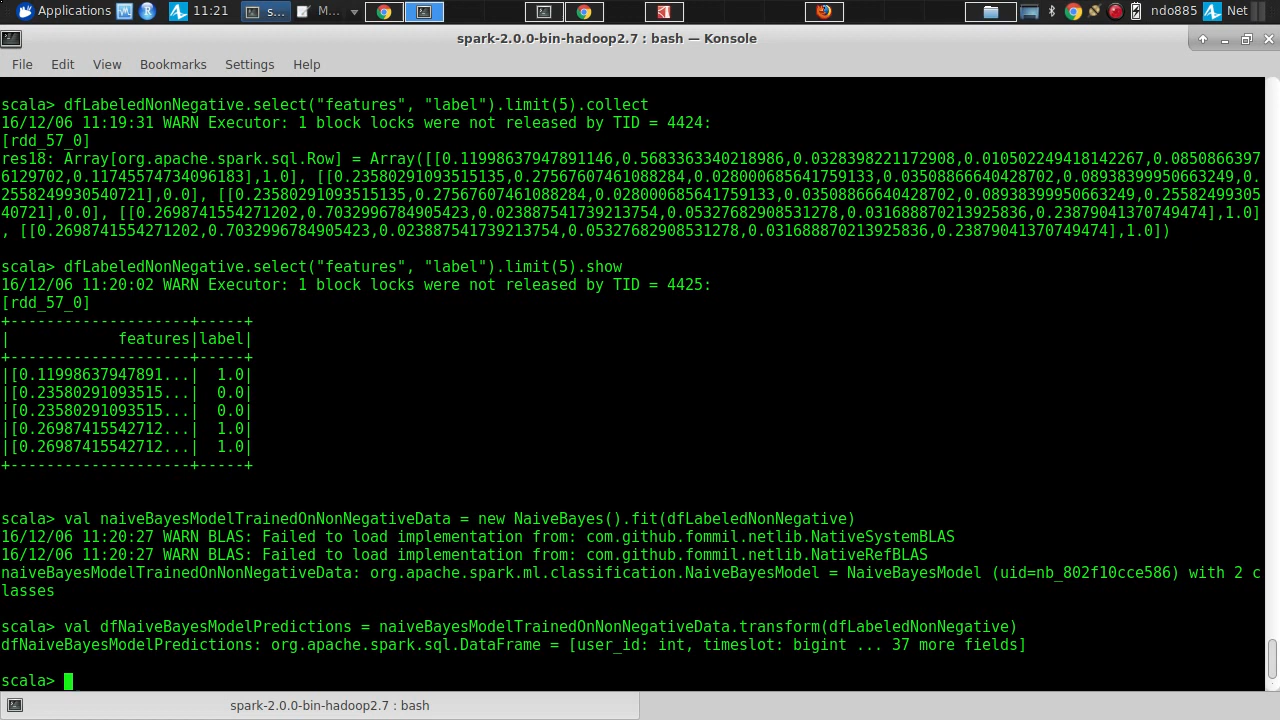 Applications 11:21 s... M... ndo885 Net
spark-2.0.0-bin-hadoop2.7 : bash — Konsole
File Edit View Bookmarks Settings Help
scala> dfLabeledNonNegative.select("features", "label").limit(5).collect
16/12/06 11:19:31 WARN Executor: 1 block locks were not released by TID = 4424:
[rdd_57_0]
res18: Array[org.apache.spark.sql.Row] = Array([[0.11998637947891146,0.5683363340218986,0.0328398221172908,0.010502249418142267,0.0850866397
6129702,0.11745574734096183],1.0], [[0.23580291093515135,0.27567607461088284,0.028000685641759133,0.03508866640428702,0.08938399950663249,0.
2558249930540721],0.0], [[0.23580291093515135,0.27567607461088284,0.028000685641759133,0.03508866640428702,0.08938399950663249,0.25582499305
40721],0.0], [[0.2698741554271202,0.7032996784905423,0.023887541739213754,0.05327682908531278,0.031688870213925836,0.23879041370749474],1.0]
, [[0.2698741554271202,0.7032996784905423,0.023887541739213754,0.05327682908531278,0.031688870213925836,0.23879041370749474],1.0])
scala> dfLabeledNonNegative.select("features", "label").limit(5).show
16/12/06 11:20:02 WARN Executor: 1 block locks were not released by TID = 4425:
[rdd_57_0]
+--------------------+-----+
|            features|label|
+--------------------+-----+
|[0.11998637947891...|  1.0|
|[0.23580291093515...|  0.0|
|[0.23580291093515...|  0.0|
|[0.26987415542712...|  1.0|
|[0.26987415542712...|  1.0|
+--------------------+-----+
scala> val naiveBayesModelTrainedOnNonNegativeData = new NaiveBayes().fit(dfLabeledNonNegative)
16/12/06 11:20:27 WARN BLAS: Failed to load implementation from: com.github.fommil.netlib.NativeSystemBLAS
16/12/06 11:20:27 WARN BLAS: Failed to load implementation from: com.github.fommil.netlib.NativeRefBLAS
naiveBayesModelTrainedOnNonNegativeData: org.apache.spark.ml.classification.NaiveBayesModel = NaiveBayesModel (uid=nb_802f10cce586) with 2 c
lasses
scala> val dfNaiveBayesModelPredictions = naiveBayesModelTrainedOnNonNegativeData.transform(dfLabeledNonNegative)
dfNaiveBayesModelPredictions: org.apache.spark.sql.DataFrame = [user_id: int, timeslot: bigint ... 37 more fields]
scala>
spark-2.0.0-bin-hadoop2.7 : bash